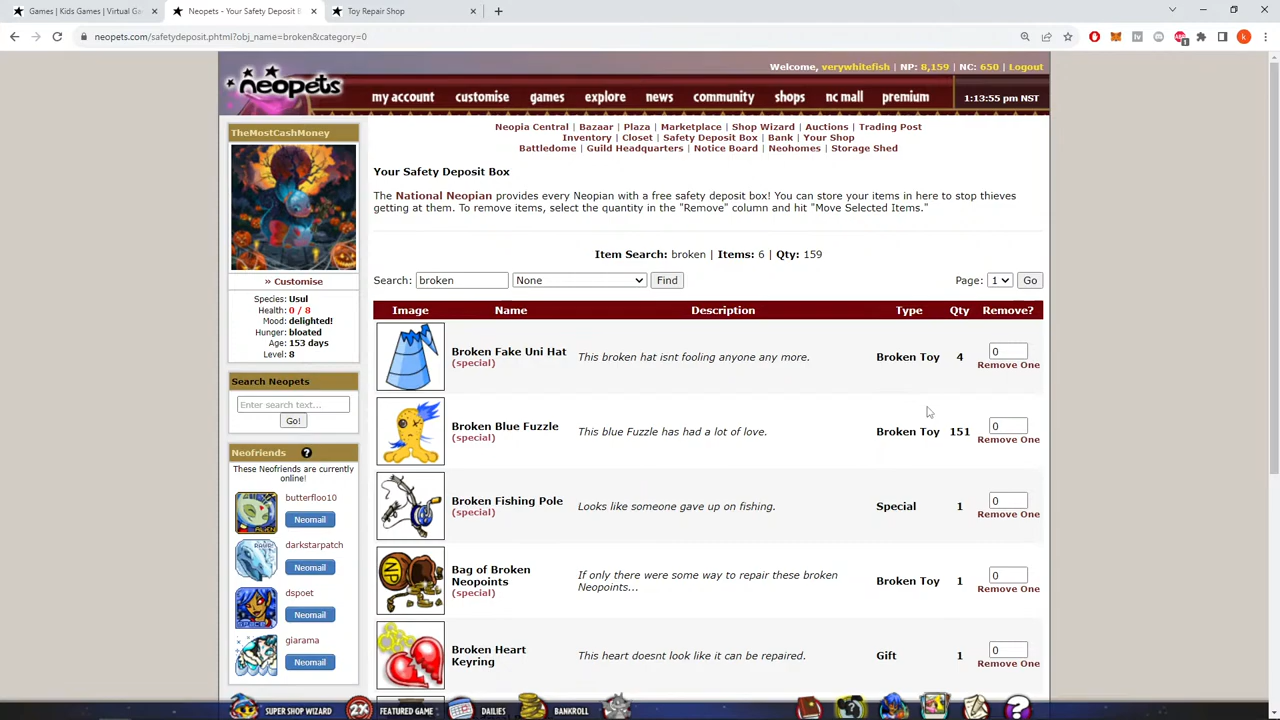 Games | Kids Games | Virtual Ga
Neopets - Your Safety Deposit B
Toy Repair Shop
neopets.com/safetydeposit.phtml?obj_name=broken&category=0
Welcome, verywhitefish | NP: 8,159 | NC: 650 | Logout
neopets
my account customise games explore news community shops nc mall premium 1:13:55 pm NST
Neopia Central | Bazaar | Plaza | Marketplace | Shop Wizard | Auctions | Trading Post
Inventory | Closet | Safety Deposit Box | Bank | Your Shop
Battledome | Guild Headquarters | Notice Board | Neohomes | Storage Shed
TheMostCashMoney
» Customise
Species: Usul
Health: 0 / 8
Mood: delighted!
Hunger: bloated
Age: 153 days
Level: 8
Search Neopets
Enter search text...
Go!
Neofriends ?
These Neofriends are currently
online!
butterfloo10
Neomail
darkstarpatch
Neomail
dspoet
Neomail
giarama
Neomail
Your Safety Deposit Box
The National Neopian provides every Neopian with a free safety deposit box! You can store your items in here to stop thieves
getting at them. To remove items, select the quantity in the "Remove" column and hit "Move Selected Items."
Item Search: broken | Items: 6 | Qty: 159
Search: broken None Find Page: 1 Go
Image Name Description Type Qty Remove?
Broken Fake Uni Hat
(special)
This broken hat isnt fooling anyone any more.
Broken Toy 4 0
Remove One
Broken Blue Fuzzle
(special)
This blue Fuzzle has had a lot of love.
Broken Toy 151 0
Remove One
Broken Fishing Pole
(special)
Looks like someone gave up on fishing.
Special 1 0
Remove One
Bag of Broken
Neopoints
(special)
If only there were some way to repair these broken
Neopoints...
Broken Toy 1 0
Remove One
Broken Heart
Keyring
This heart doesnt look like it can be repaired.
Gift 1 0
Remove One
SUPER SHOP WIZARD 2X FEATURED GAME DAILIES BANKROLL